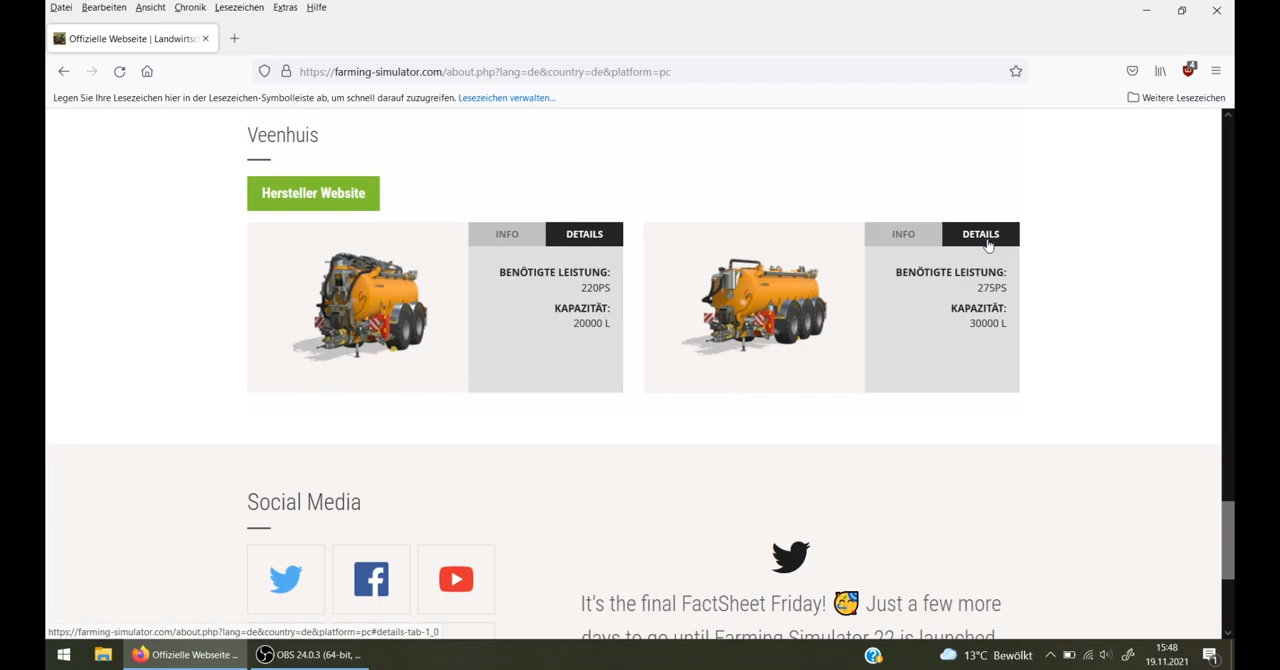 Datei Bearbeiten Ansicht Chronik Lesezeichen Extras Hilfe
Offizielle Webseite | Landwirtsc
https://farming-simulator.com/about.php?lang=de&country=de&platform=pc
4
Legen Sie Ihre Lesezeichen hier in der Lesezeichen-Symbolleiste ab, um schnell darauf zuzugreifen. Lesezeichen verwalten... Weitere Lesezeichen
Veenhuis
Hersteller Website
INFO DETAILS INFO DETAILS
BENÖTIGTE LEISTUNG: BENÖTIGTE LEISTUNG:
220PS 275PS
KAPAZITÄT: KAPAZITÄT:
20000 L 30000 L
Social Media
It's the final FactSheet Friday! 🥳 Just a few more
days to go until Farming Simulator 22 is launched
https://farming-simulator.com/about.php?lang=de&country=de&platform=pc#details-tab-1_0
Offizielle Webseite ... OBS 24.0.3 (64-bit, ... 13°C Bewölkt 15:48
19.11.2021
1